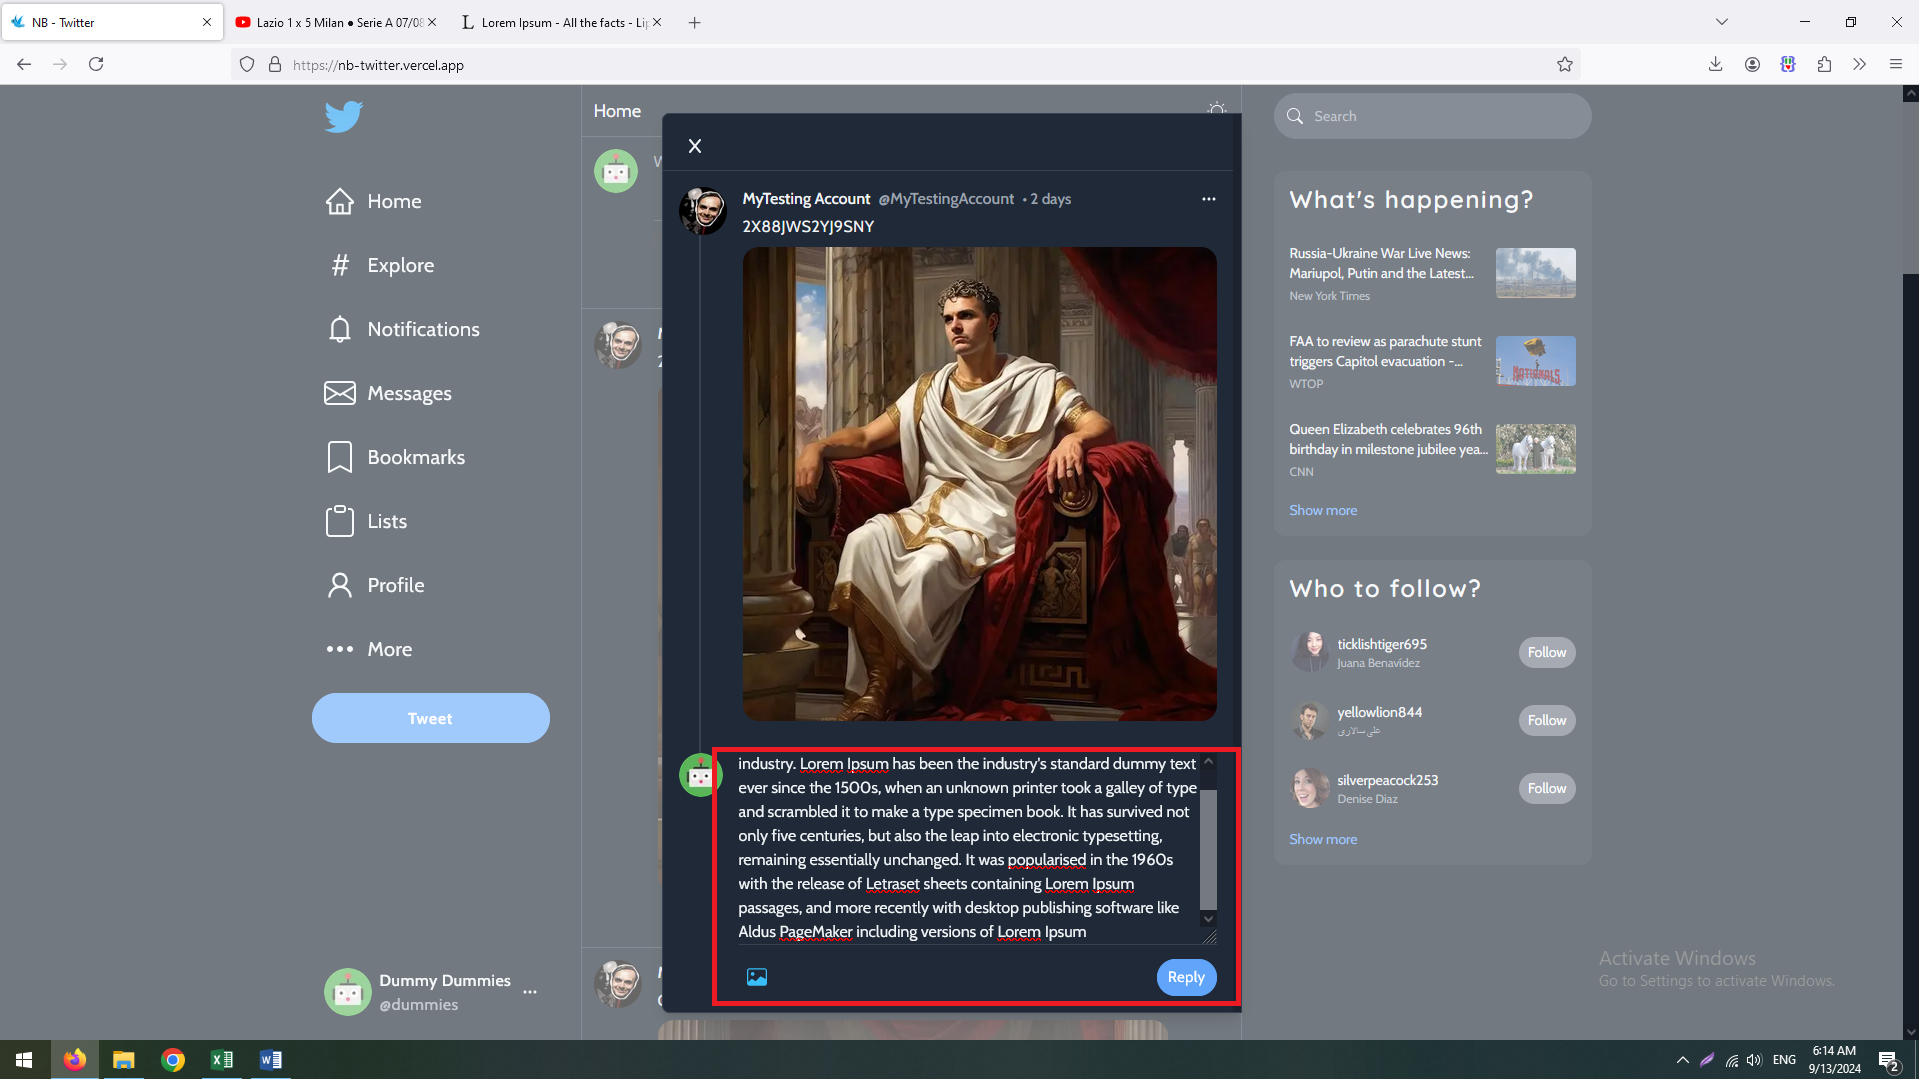 NB - Twitter
Lazio 1 x 5 Milan ● Serie A 07/08
Lorem Ipsum - All the facts - Lip
https://nb-twitter.vercel.app
Home
Explore
Notifications
Messages
Bookmarks
Lists
Profile
More
Tweet
Dummy Dummies
@dummies
Home
X
MyTesting Account @MyTestingAccount • 2 days
2X88JWS2YJ9SNY
industry. Lorem Ipsum has been the industry's standard dummy text
ever since the 1500s, when an unknown printer took a galley of type
and scrambled it to make a type specimen book. It has survived not
only five centuries, but also the leap into electronic typesetting,
remaining essentially unchanged. It was popularised in the 1960s
with the release of Letraset sheets containing Lorem Ipsum
passages, and more recently with desktop publishing software like
Aldus PageMaker including versions of Lorem Ipsum
Reply
Search
What's happening?
Russia-Ukraine War Live News:
Mariupol, Putin and the Latest...
New York Times
FAA to review as parachute stunt
triggers Capitol evacuation -...
WTOP
NATIONALS
Queen Elizabeth celebrates 96th
birthday in milestone jubilee yea...
CNN
Show more
Who to follow?
ticklishtiger695
Juana Benavídez
Follow
yellowlion844
علی سالاری
Follow
silverpeacock253
Denise Diaz
Follow
Show more
Activate Windows
Go to Settings to activate Windows.
ENG
6:14 AM
9/13/2024
2